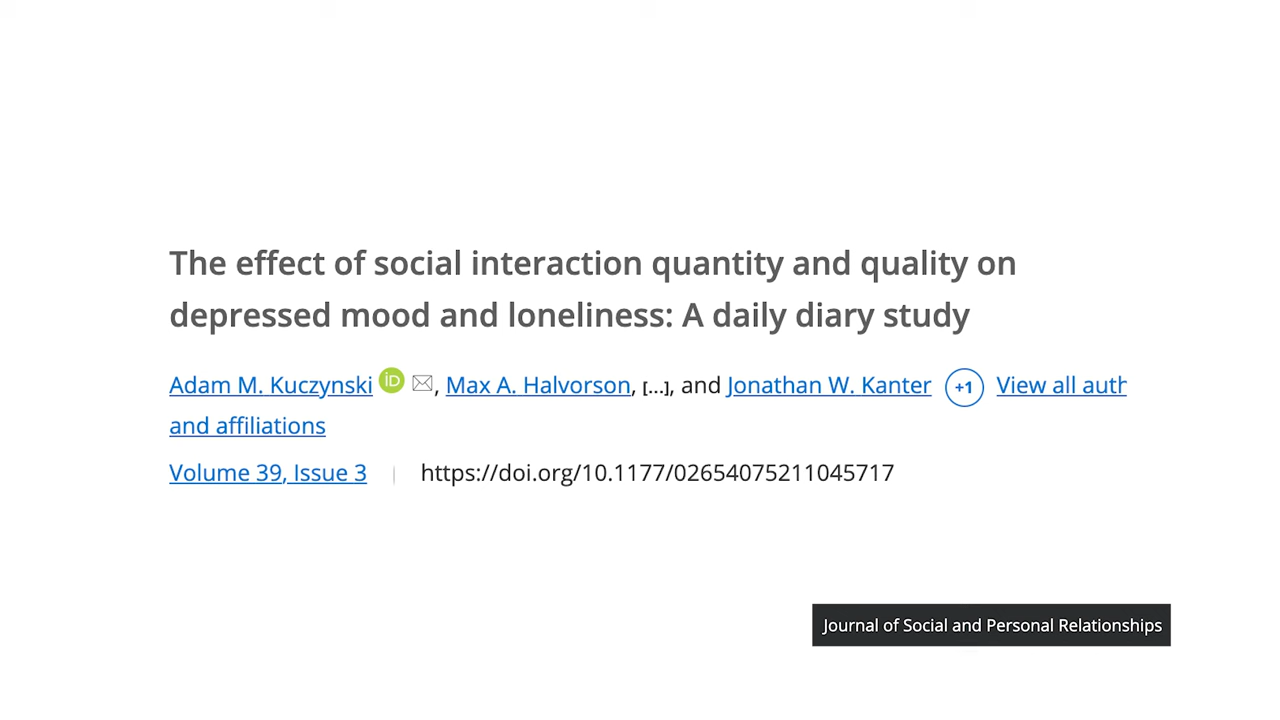 The effect of social interaction quantity and quality on
depressed mood and loneliness: A daily diary study
Adam M. Kuczynski iD , Max A. Halvorson, [...], and Jonathan W. Kanter +1 View all auth
and affiliations
Volume 39, Issue 3 | https://doi.org/10.1177/02654075211045717
Journal of Social and Personal Relationships